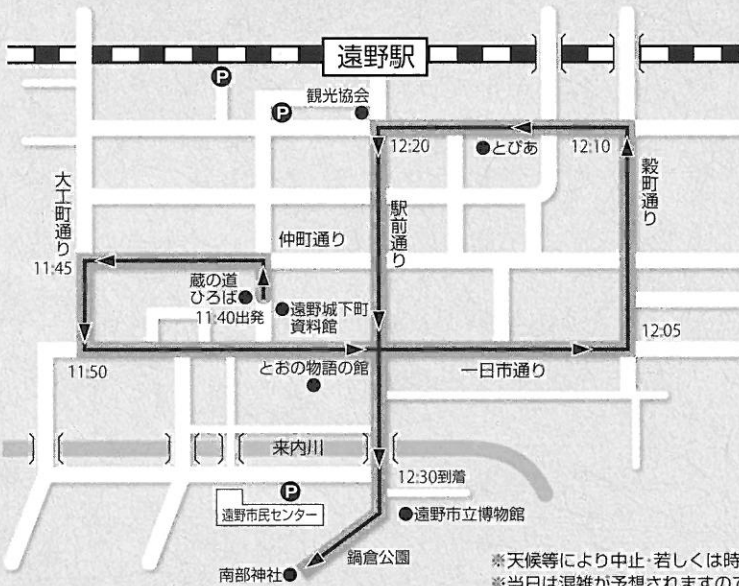 遠野駅
P
観光協会
P
12:20
●とぴあ
12:10
穀町通り
大工町通り
駅前通り
仲町通り
11:45
蔵の道
ひろば●
11:40出発
●遠野城下町
資料館
12:05
11:50
とおの物語の館
●
一日市通り
来内川
12:30到着
P
遠野市民センター
●遠野市立博物館
鍋倉公園
南部神社●
※天候等により中止・若しくは時
※当日は混雑が予想されますの